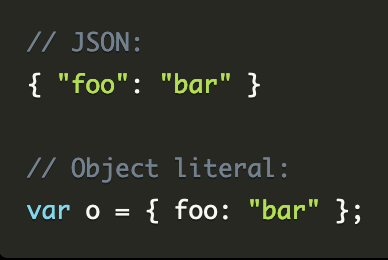 // JSON:
{ "foo": "bar" }
// Object literal:
var o = { foo: "bar" };